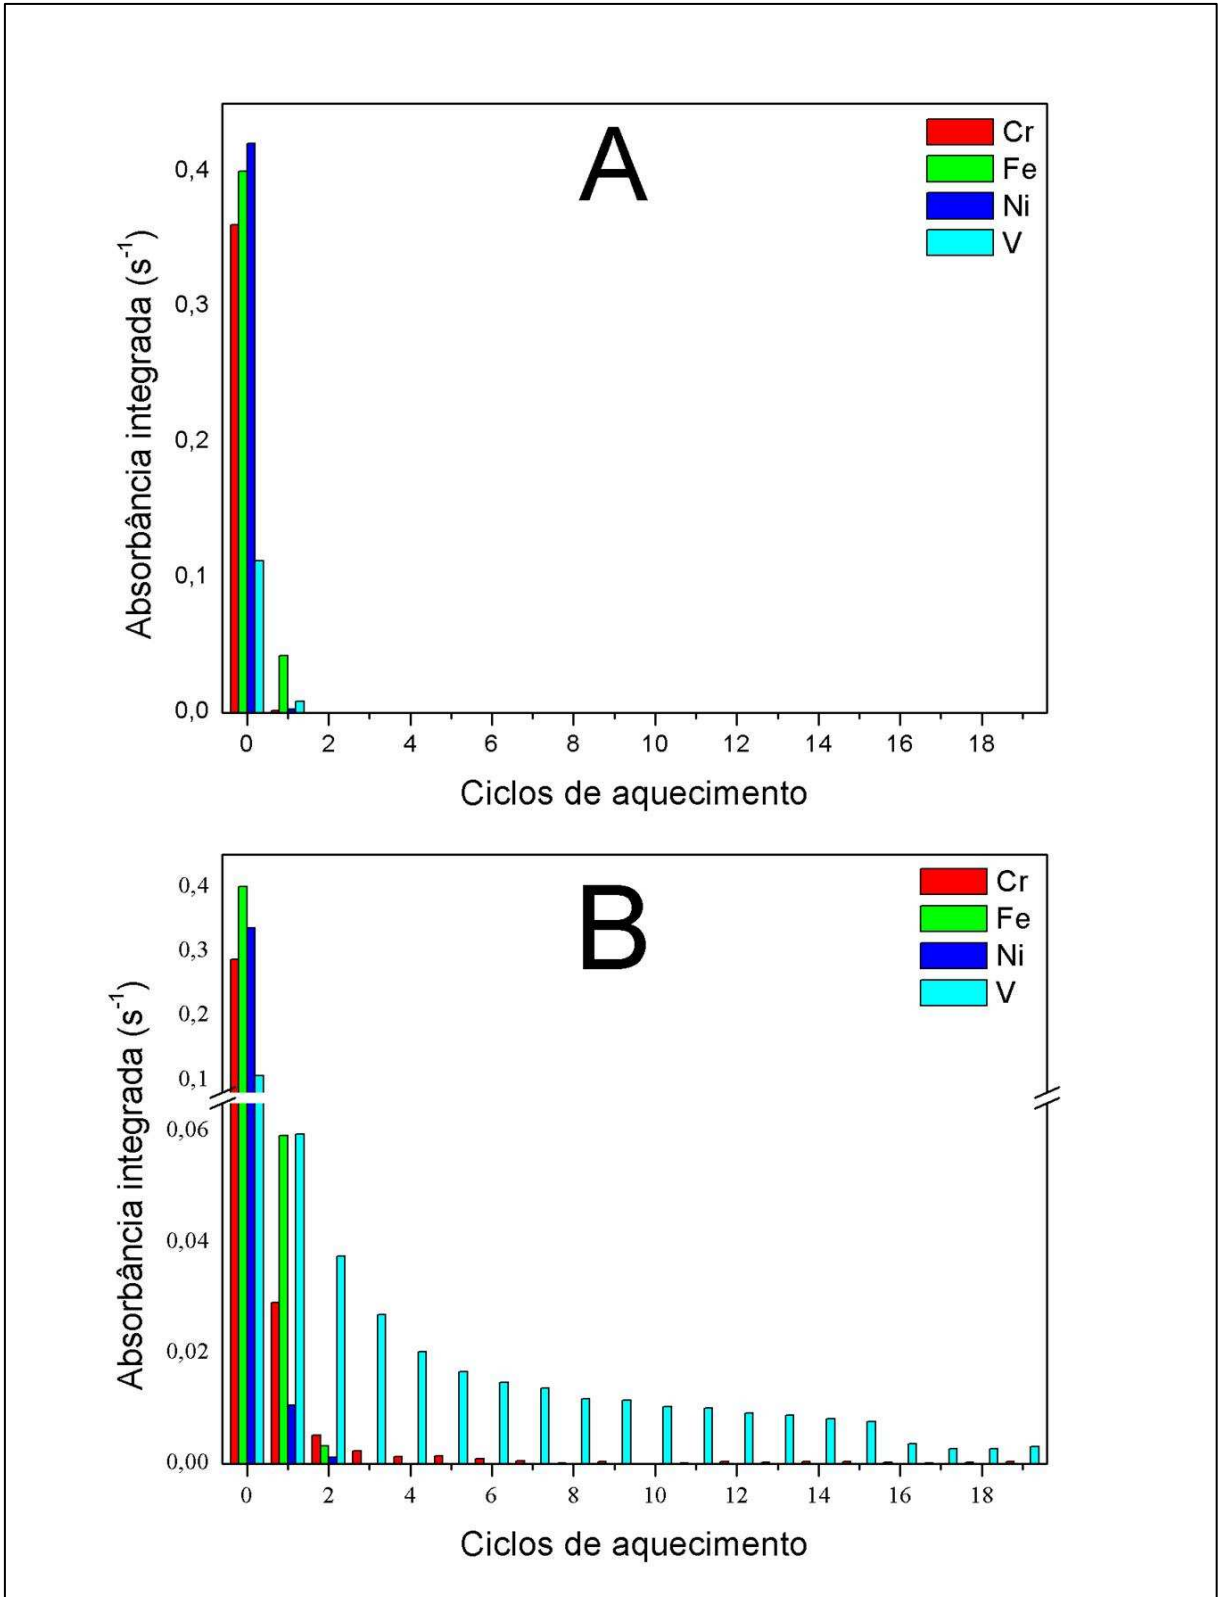 A
Cr
Fe
Ni
V
0,4
0,3
0,2
0,1
0,0
Absorbância integrada (s⁻¹)
0 2 4 6 8 10 12 14 16 18
Ciclos de aquecimento
B
Cr
Fe
Ni
V
0,4
0,3
0,2
0,1
0,06
0,04
0,02
0,00
Absorbância integrada (s⁻¹)
0 2 4 6 8 10 12 14 16 18
Ciclos de aquecimento